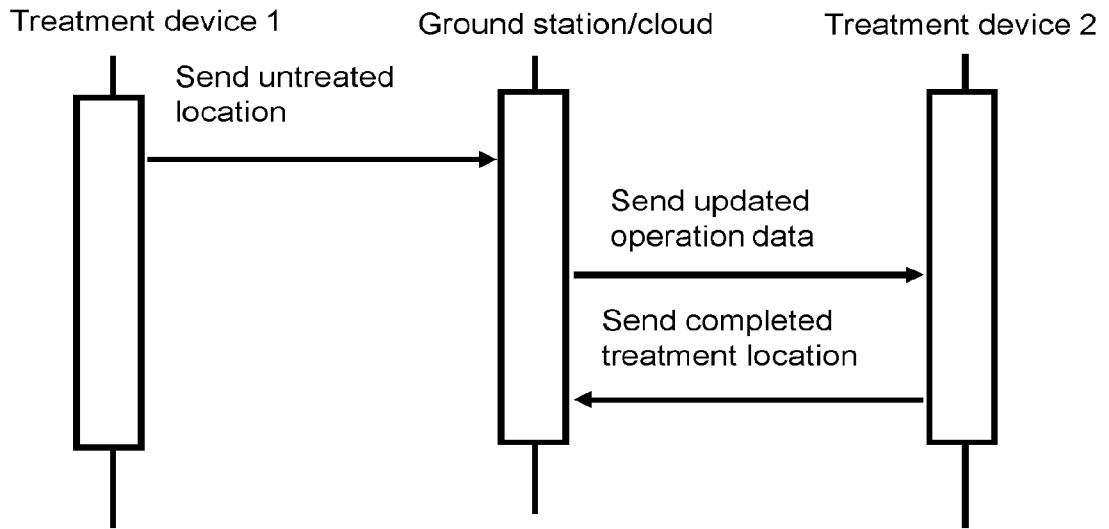 Treatment device 1
Ground station/cloud
Treatment device 2
Send untreated
location
Send updated
operation data
Send completed
treatment location